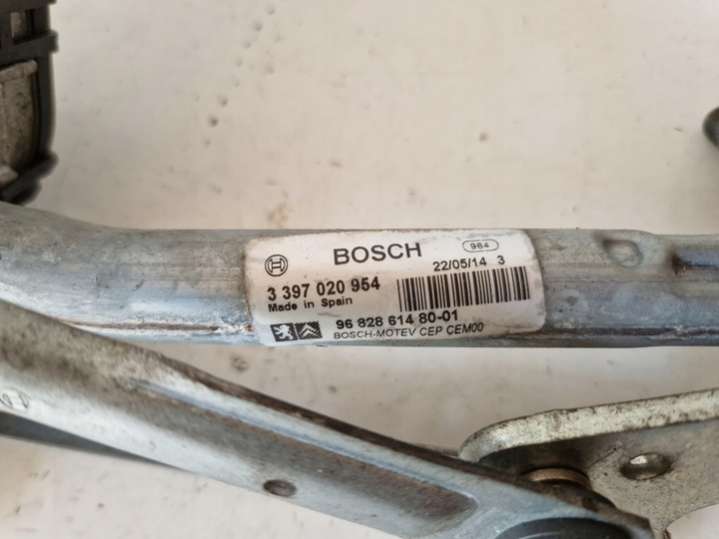 BOSCH
984
22/05/14 3
3 397 020 954
Made in Spain
96 828 614 80-01
BOSCH-MOTEV CEP CEM00